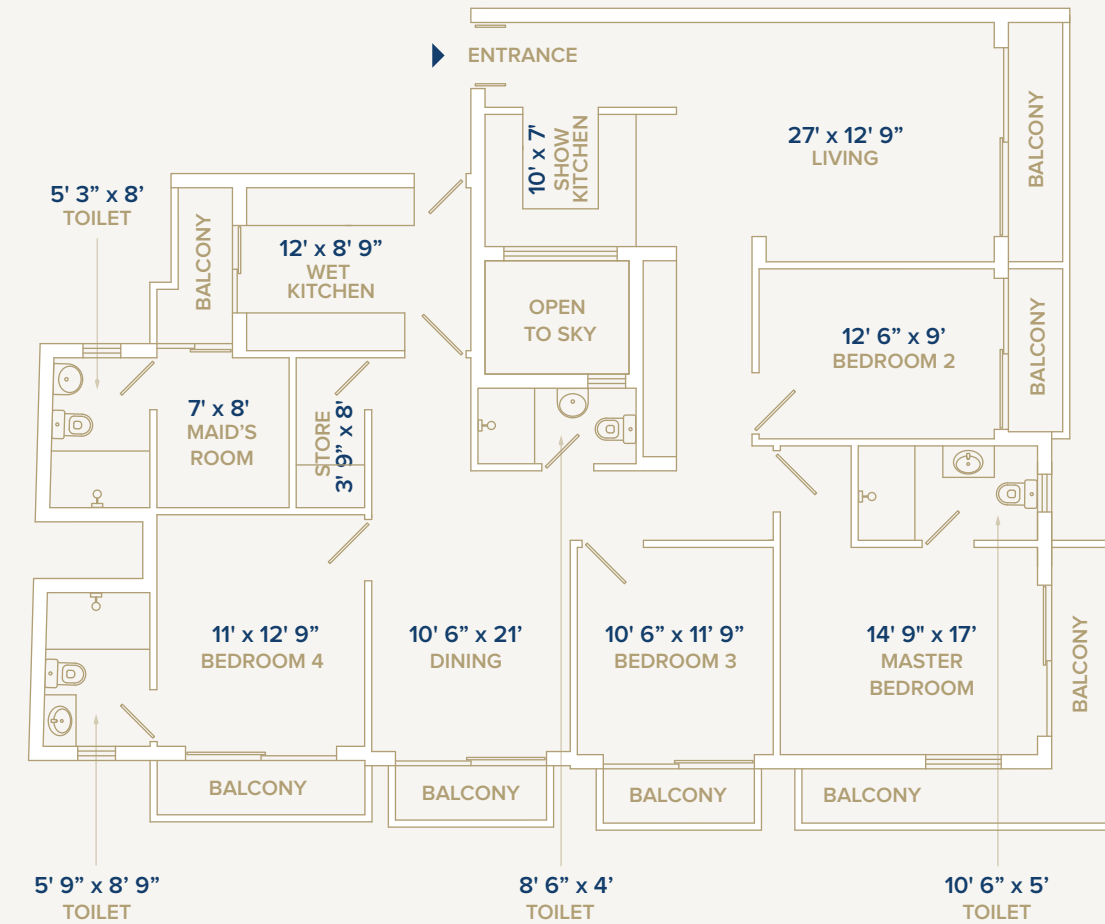 ENTRANCE
BALCONY
10' x 7'
SHOW
KITCHEN
27' x 12' 9”
LIVING
5' 3” x 8’
TOILET
BALCONY
12' x 8' 9”
WET
KITCHEN
OPEN
TO SKY
12' 6” x 9’
BEDROOM 2
BALCONY
7' x 8'
MAID’S
ROOM
STORE
3' 9” x 8'
11' x 12' 9”
BEDROOM 4
10' 6” x 21’
DINING
10' 6” x 11’ 9”
BEDROOM 3
14' 9" x 17’
MASTER
BEDROOM
BALCONY
BALCONY
BALCONY
BALCONY
BALCONY
5' 9” x 8’ 9”
TOILET
8' 6” x 4’
TOILET
10' 6” x 5’
TOILET